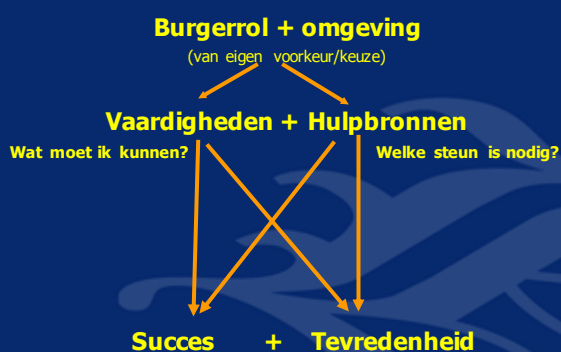 Burgerrol + omgeving
(van eigen voorkeur/keuze)
Vaardigheden + Hulpbronnen
Wat moet ik kunnen? Welke steun is nodig?
Succes + Tevredenheid